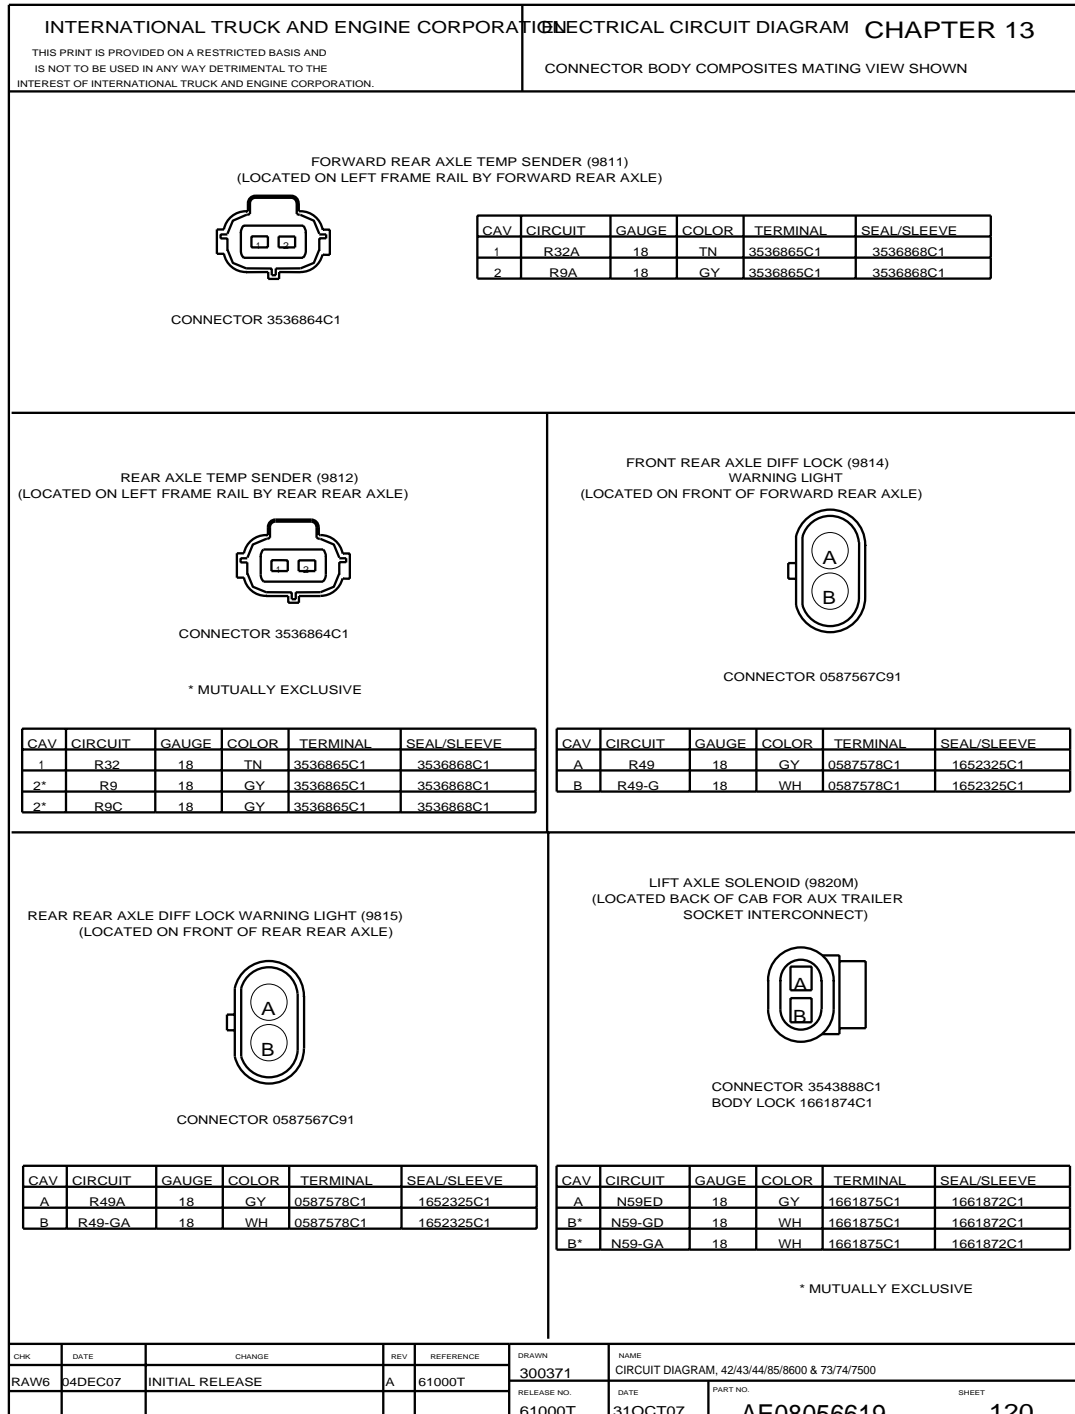 INTERNATIONAL TRUCK AND ENGINE CORPORATION
THIS PRINT IS PROVIDED ON A RESTRICTED BASIS AND
IS NOT TO BE USED IN ANY WAY DETRIMENTAL TO THE
INTEREST OF INTERNATIONAL TRUCK AND ENGINE CORPORATION.
ELECTRICAL CIRCUIT DIAGRAM CHAPTER 13
CONNECTOR BODY COMPOSITES MATING VIEW SHOWN
FORWARD REAR AXLE TEMP SENDER (9811)
(LOCATED ON LEFT FRAME RAIL BY FORWARD REAR AXLE)
1 2
CONNECTOR 3536864C1
CAV CIRCUIT GAUGE COLOR TERMINAL SEAL/SLEEVE
1 R32A 18 TN 3536865C1 3536868C1
2 R9A 18 GY 3536865C1 3536868C1
REAR AXLE TEMP SENDER (9812)
(LOCATED ON LEFT FRAME RAIL BY REAR REAR AXLE)
1 2
CONNECTOR 3536864C1
* MUTUALLY EXCLUSIVE
CAV CIRCUIT GAUGE COLOR TERMINAL SEAL/SLEEVE
1 R32 18 TN 3536865C1 3536868C1
2* R9 18 GY 3536865C1 3536868C1
2* R9C 18 GY 3536865C1 3536868C1
FRONT REAR AXLE DIFF LOCK (9814)
WARNING LIGHT
(LOCATED ON FRONT OF FORWARD REAR AXLE)
A
B
CONNECTOR 0587567C91
CAV CIRCUIT GAUGE COLOR TERMINAL SEAL/SLEEVE
A R49 18 GY 0587578C1 1652325C1
B R49-G 18 WH 0587578C1 1652325C1
REAR REAR AXLE DIFF LOCK WARNING LIGHT (9815)
(LOCATED ON FRONT OF REAR REAR AXLE)
A
B
CONNECTOR 0587567C91
CAV CIRCUIT GAUGE COLOR TERMINAL SEAL/SLEEVE
A R49A 18 GY 0587578C1 1652325C1
B R49-GA 18 WH 0587578C1 1652325C1
LIFT AXLE SOLENOID (9820M)
(LOCATED BACK OF CAB FOR AUX TRAILER
SOCKET INTERCONNECT)
A
B
CONNECTOR 3543888C1
BODY LOCK 1661874C1
CAV CIRCUIT GAUGE COLOR TERMINAL SEAL/SLEEVE
A N59ED 18 GY 1661875C1 1661872C1
B* N59-GD 18 WH 1661875C1 1661872C1
B* N59-GA 18 WH 1661875C1 1661872C1
* MUTUALLY EXCLUSIVE
CHK DATE CHANGE REV REFERENCE
RAW6 04DEC07 INITIAL RELEASE A 61000T
DRAWN
300371
NAME
CIRCUIT DIAGRAM, 42/43/44/85/8600 & 73/74/7500
RELEASE NO. DATE PART NO. SHEET
61000T 31OCT07 AE08056619 120